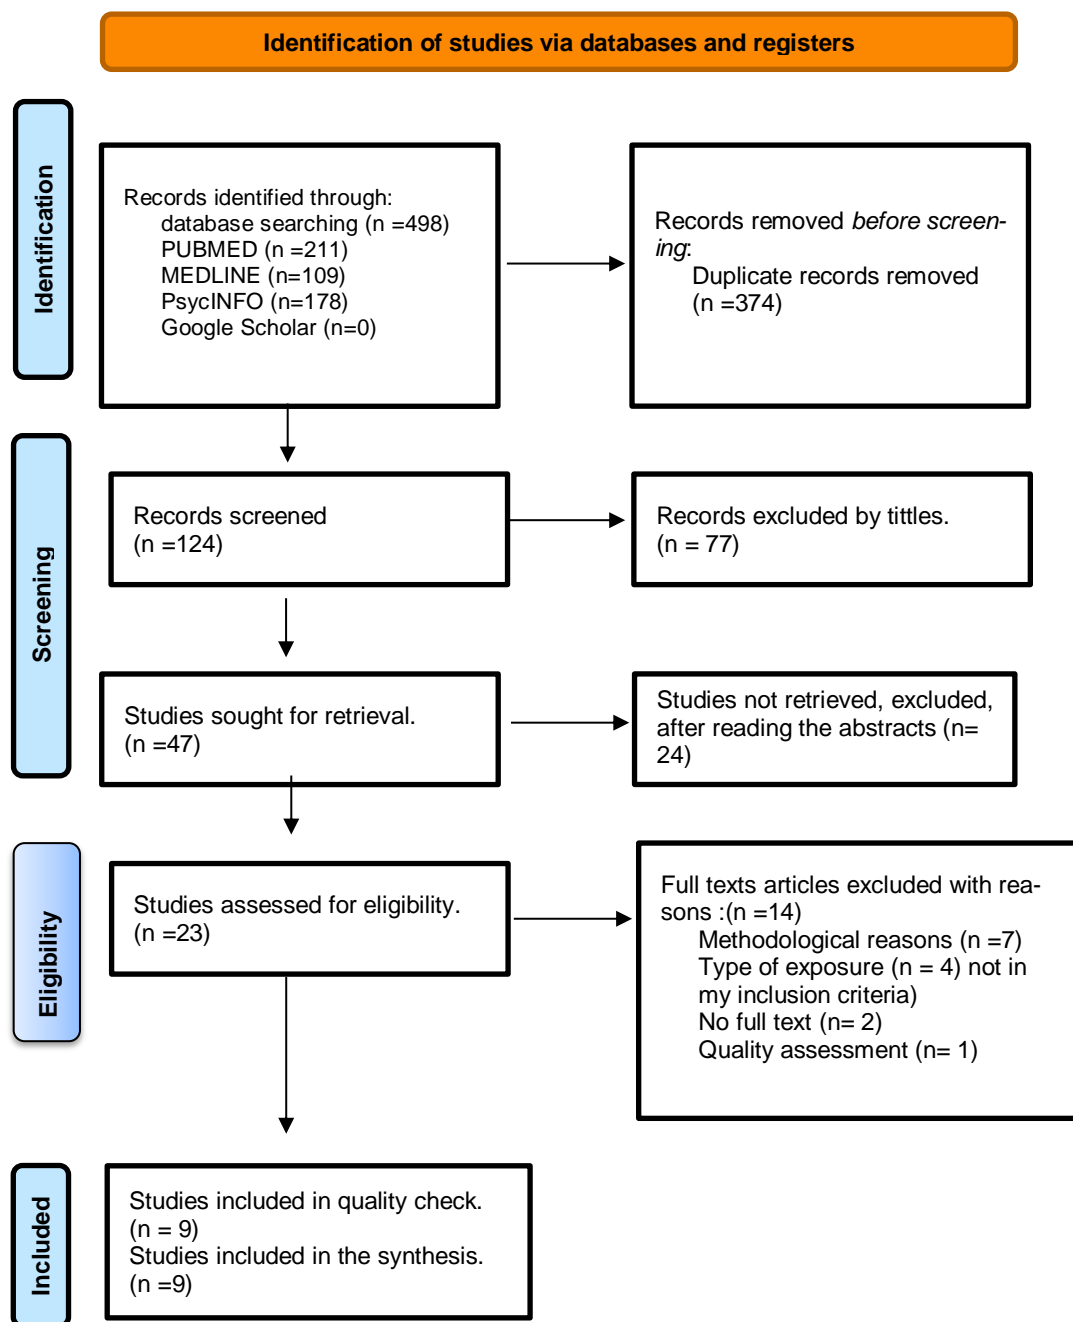 Identification of studies via databases and registers
Identification
Records identified through:
database searching (n =498)
PUBMED (n =211)
MEDLINE (n=109)
PsycINFO (n=178)
Google Scholar (n=0)
Records removed before screen-
ing:
Duplicate records removed
(n =374)
Screening
Records screened
(n =124)
Records excluded by tittles.
(n = 77)
Studies sought for retrieval.
(n =47)
Studies not retrieved, excluded,
after reading the abstracts (n=
24)
Eligibility
Studies assessed for eligibility.
(n =23)
Full texts articles excluded with rea-
sons :(n =14)
Methodological reasons (n =7)
Type of exposure (n = 4) not in
my inclusion criteria)
No full text (n= 2)
Quality assessment (n= 1)
Included
Studies included in quality check.
(n = 9)
Studies included in the synthesis.
(n =9)